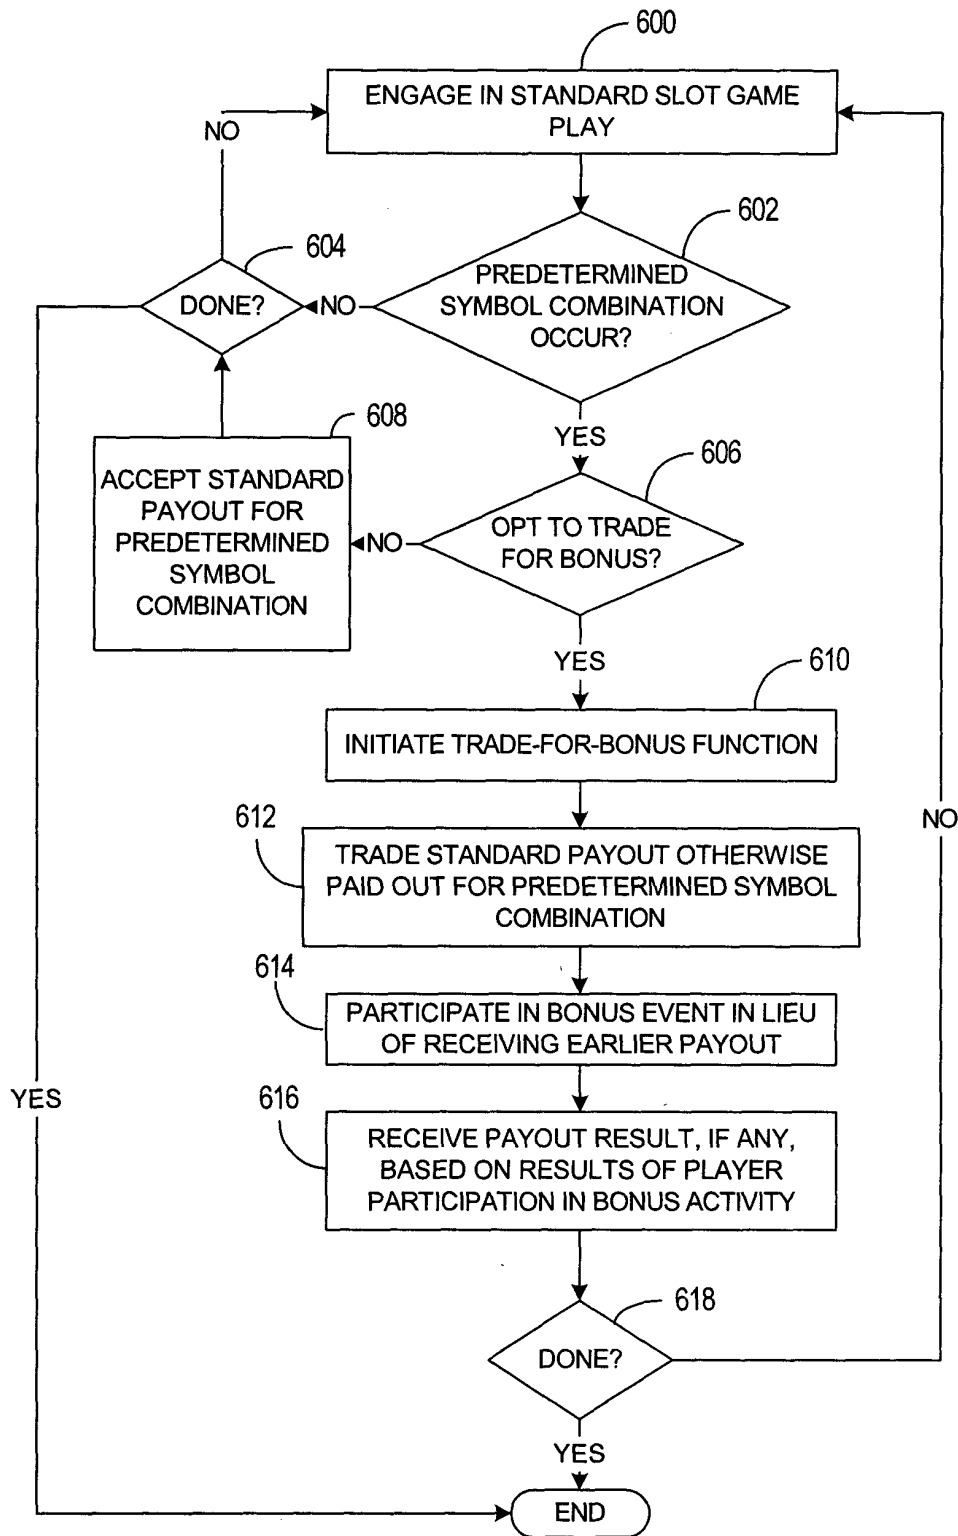 600
ENGAGE IN STANDARD SLOT GAME
PLAY
NO
602
604
PREDETERMINED
SYMBOL COMBINATION
OCCUR?
DONE?
NO
608
YES
606
ACCEPT STANDARD
PAYOUT FOR
PREDETERMINED
SYMBOL
COMBINATION
NO
OPT TO TRADE
FOR BONUS?
YES
610
INITIATE TRADE-FOR-BONUS FUNCTION
612
NO
TRADE STANDARD PAYOUT OTHERWISE
PAID OUT FOR PREDETERMINED SYMBOL
COMBINATION
614
PARTICIPATE IN BONUS EVENT IN LIEU
OF RECEIVING EARLIER PAYOUT
YES
616
RECEIVE PAYOUT RESULT, IF ANY,
BASED ON RESULTS OF PLAYER
PARTICIPATION IN BONUS ACTIVITY
618
DONE?
YES
END